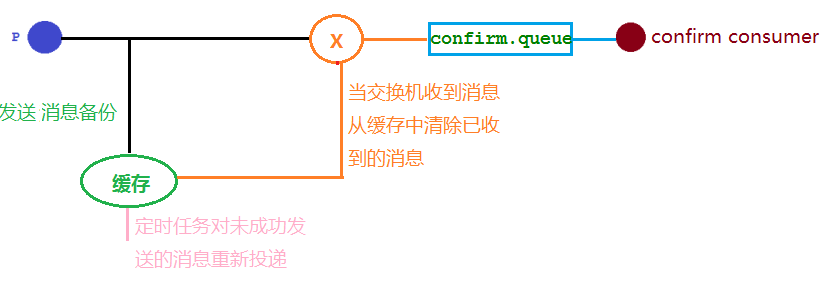 P
X
confirm.queue
confirm consumer
发送 消息备份
当交换机收到消息
从缓存中清除已收
到的消息
缓存
定时任务对未成功发
送的消息重新投递